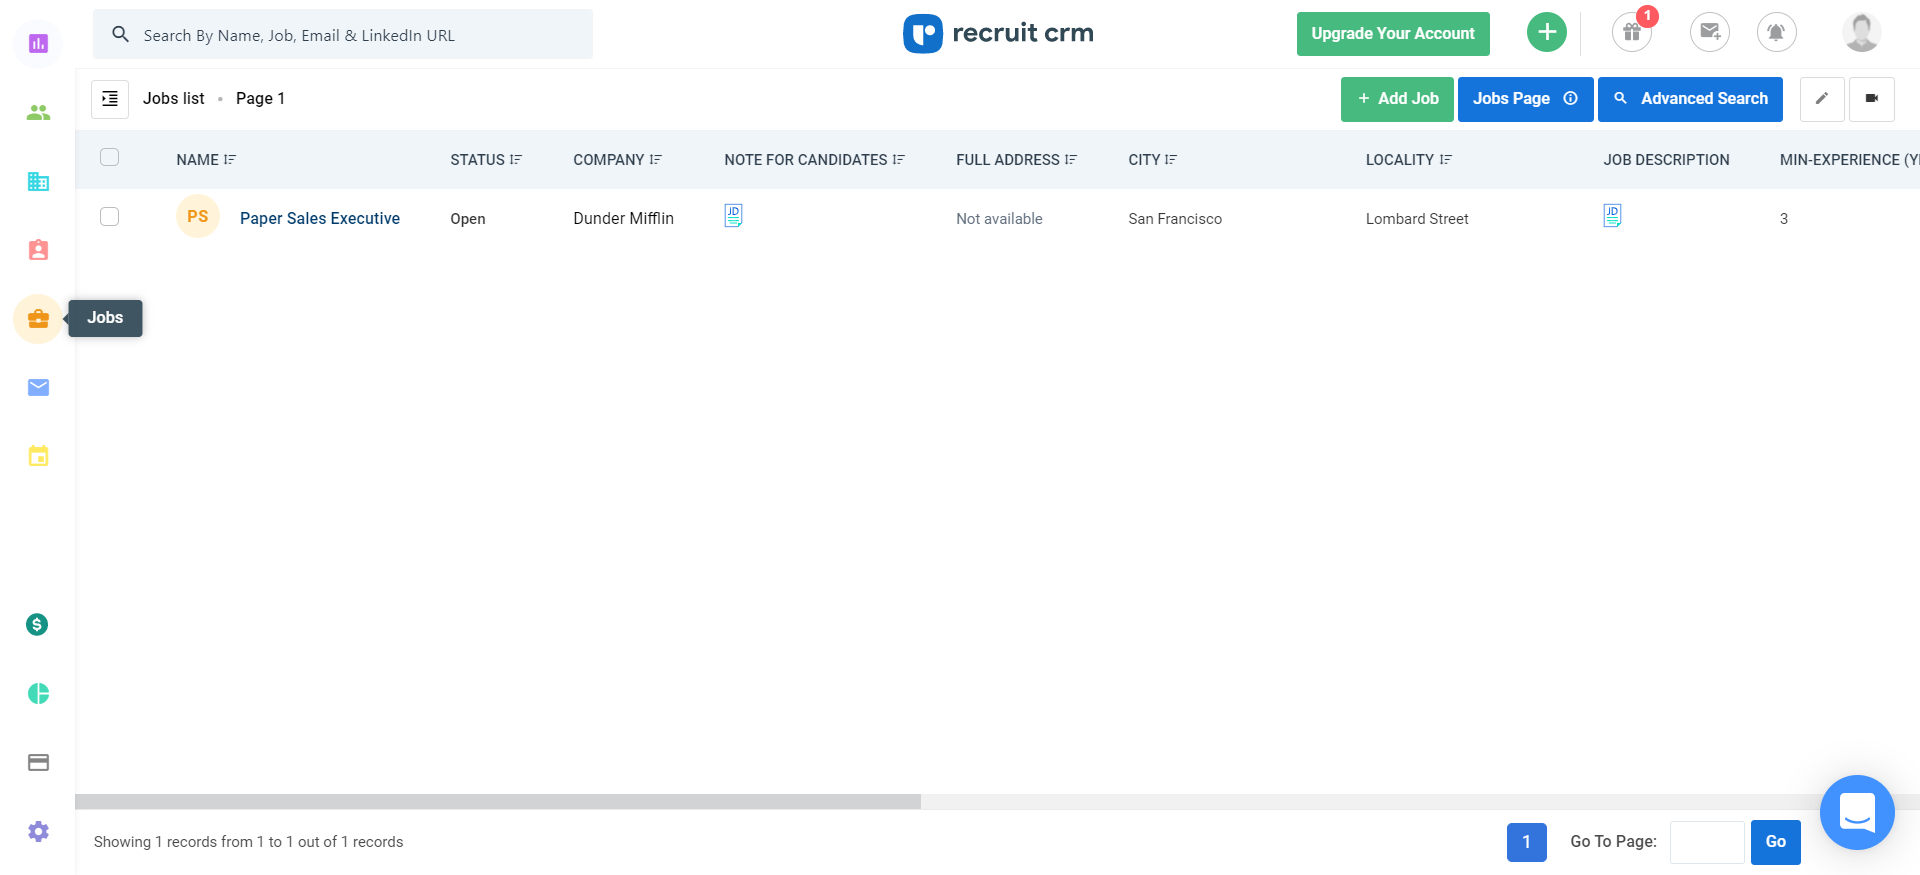 Search By Name, Job, Email & LinkedIn URL
recruit crm
Upgrade Your Account
1
Jobs list • Page 1
+ Add Job
Jobs Page
Advanced Search
NAME STATUS COMPANY NOTE FOR CANDIDATES FULL ADDRESS CITY LOCALITY JOB DESCRIPTION MIN-EXPERIENCE (Y
PS Paper Sales Executive Open Dunder Mifflin JD Not available San Francisco Lombard Street JD 3
Jobs
Showing 1 records from 1 to 1 out of 1 records
1 Go To Page: Go